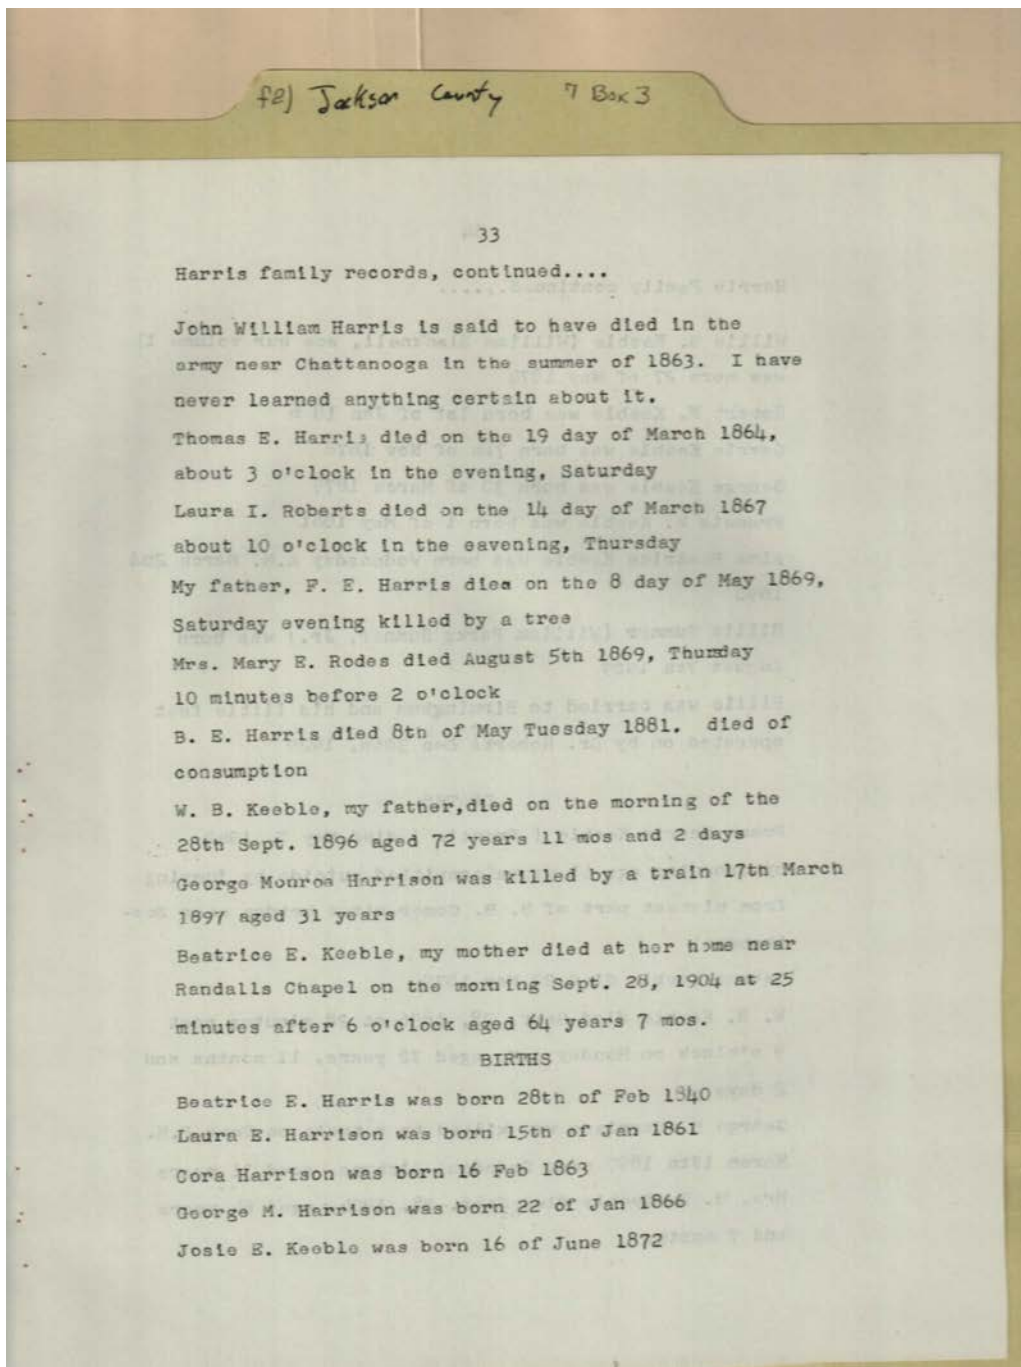 f2) Jackson County 7 Box 3
33
Harris family records, continued....
John William Harris is said to have died in the
army near Chattanooga in the summer of 1863. I have
never learned anything certain about it.
Thomas E. Harris died on the 19 day of March 1864,
about 3 o'clock in the evening, Saturday
Laura I. Roberts died on the 14 day of March 1867
about 10 o'clock in the eavening, Thursday
My father, F. E. Harris died on the 8 day of May 1869,
Saturday evening killed by a tree
Mrs. Mary E. Rodes died August 5th 1869, Thursday
10 minutes before 2 o'clock
B. E. Harris died 8th of May Tuesday 1881. died of
consumption
W. B. Keeble, my father,died on the morning of the
28th Sept. 1896 aged 72 years 11 mos and 2 days
George Monroe Harrison was killed by a train 17th March
1897 aged 31 years
Beatrice E. Keeble, my mother died at her home near
Randalls Chapel on the morning Sept. 28, 1904 at 25
minutes after 6 o'clock aged 64 years 7 mos.
BIRTHS
Beatrice E. Harris was born 28th of Feb 1840
Laura E. Harrison was born 15th of Jan 1861
Cora Harrison was born 16 Feb 1863
George M. Harrison was born 22 of Jan 1866
Josie E. Keeble was born 16 of June 1872